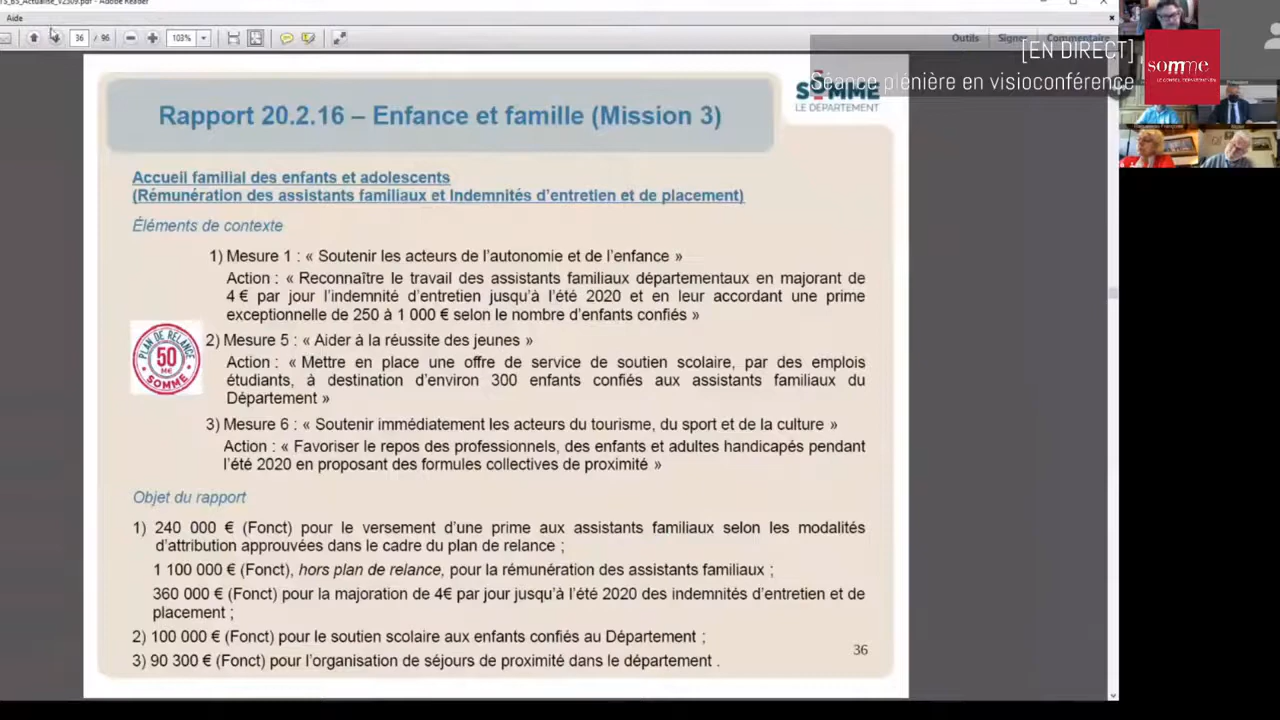 TS_BS_Actualisé_V2309.pdf - Adobe Reader
Aide
36 / 96
103%
Outils
Signer
Commentaire
[EN DIRECT]
Séance plénière en visioconférence
somme
LE CONSEIL DÉPARTEMENTAL
SOMME
LE DÉPARTEMENT
Rapport 20.2.16 – Enfance et famille (Mission 3)
Accueil familial des enfants et adolescents
(Rémunération des assistants familiaux et Indemnités d'entretien et de placement)
Éléments de contexte
1) Mesure 1 : « Soutenir les acteurs de l'autonomie et de l'enfance »
Action : « Reconnaître le travail des assistants familiaux départementaux en majorant de
4 € par jour l'indemnité d'entretien jusqu'à l'été 2020 et en leur accordant une prime
exceptionnelle de 250 à 1 000 € selon le nombre d'enfants confiés »
PLAN DE RELANCE
50
M€
SOMME
2) Mesure 5 : « Aider à la réussite des jeunes »
Action : « Mettre en place une offre de service de soutien scolaire, par des emplois
étudiants, à destination d'environ 300 enfants confiés aux assistants familiaux du
Département »
3) Mesure 6 : « Soutenir immédiatement les acteurs du tourisme, du sport et de la culture »
Action : « Favoriser le repos des professionnels, des enfants et adultes handicapés pendant
l'été 2020 en proposant des formules collectives de proximité »
Objet du rapport
1) 240 000 € (Fonct) pour le versement d'une prime aux assistants familiaux selon les modalités
d'attribution approuvées dans le cadre du plan de relance ;
1 100 000 € (Fonct), hors plan de relance, pour la rémunération des assistants familiaux ;
360 000 € (Fonct) pour la majoration de 4€ par jour jusqu'à l'été 2020 des indemnités d'entretien et de
placement ;
2) 100 000 € (Fonct) pour le soutien scolaire aux enfants confiés au Département ;
3) 90 300 € (Fonct) pour l'organisation de séjours de proximité dans le département .
36